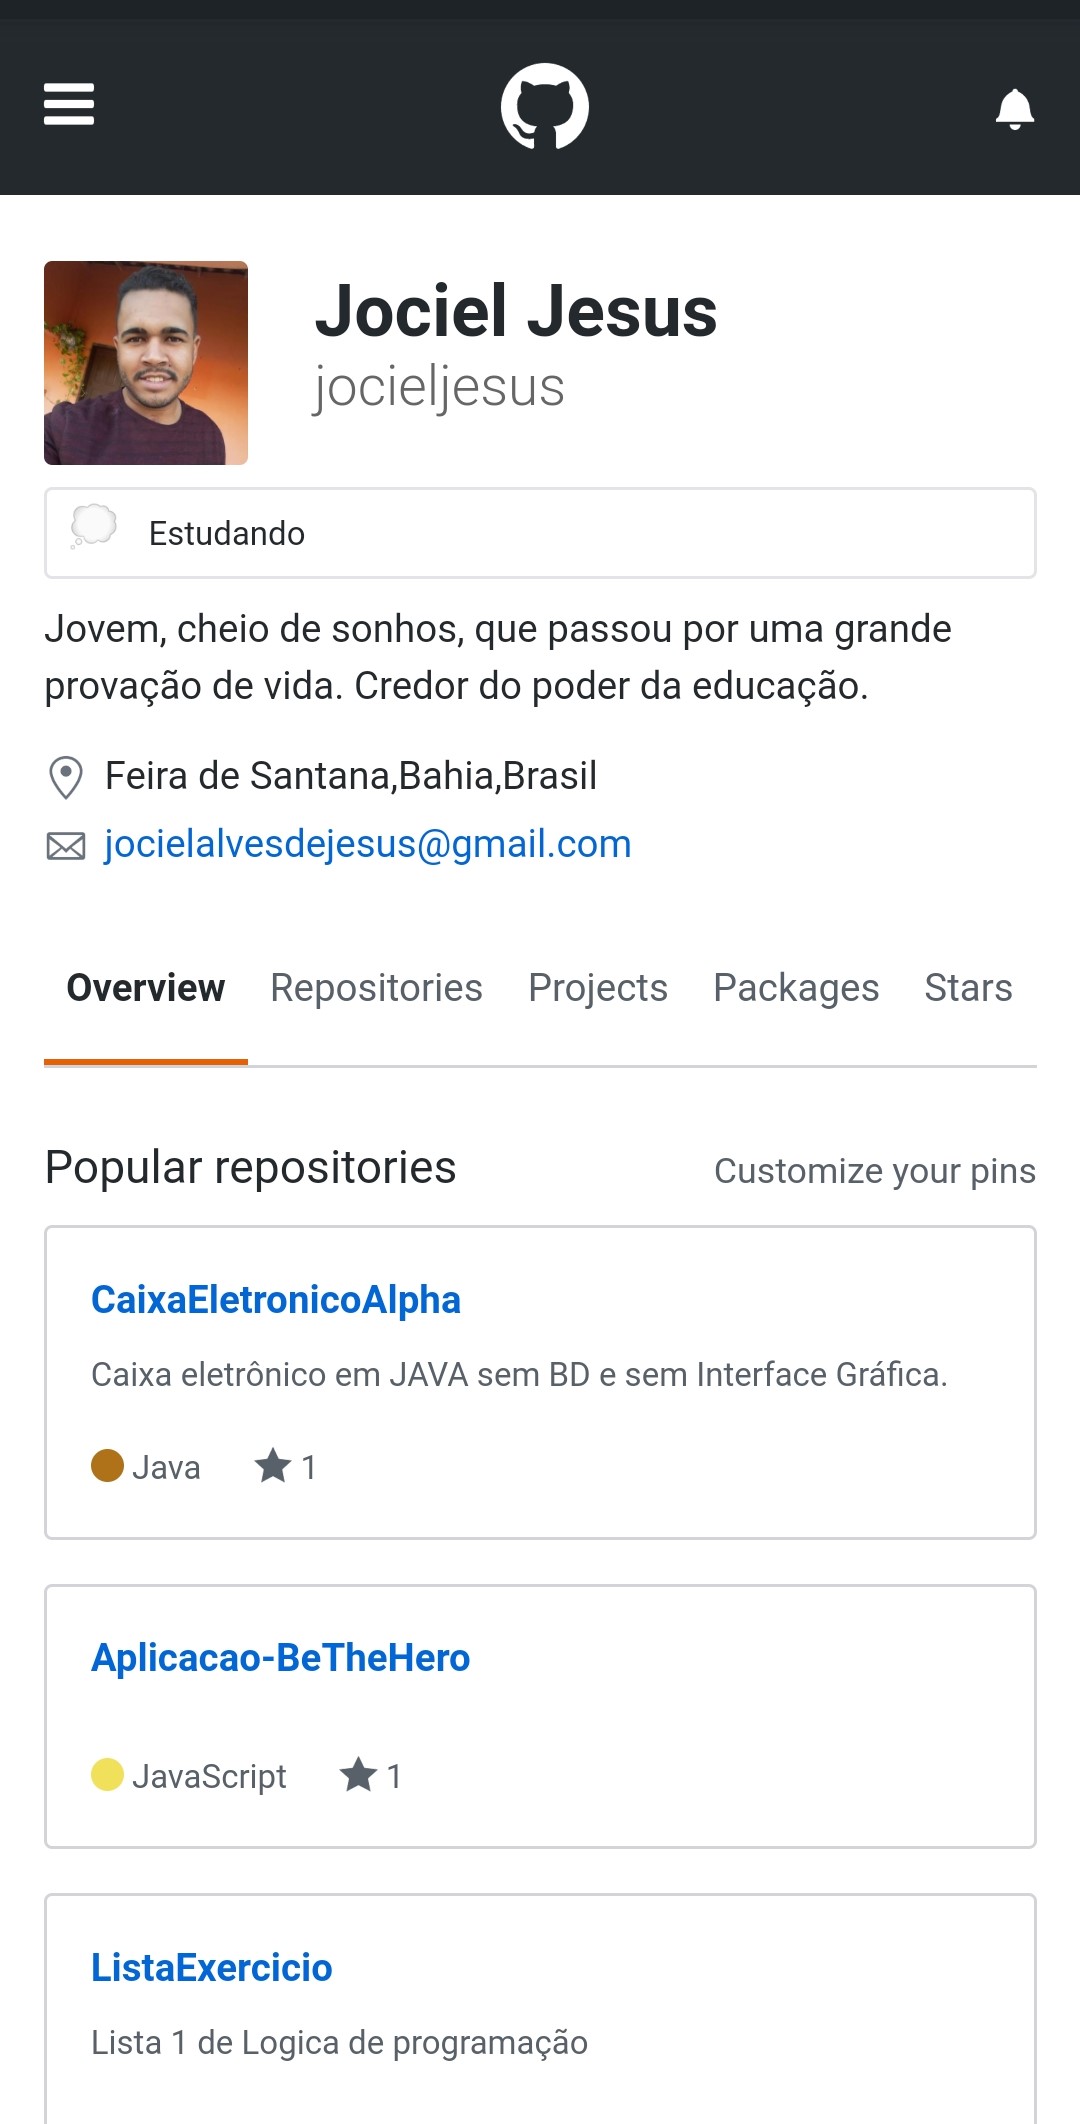 Jociel Jesus
jocieljesus
Estudando
Jovem, cheio de sonhos, que passou por uma grande
provação de vida. Credor do poder da educação.
Feira de Santana,Bahia,Brasil
jocielalvesdejesus@gmail.com
Overview Repositories Projects Packages Stars
Popular repositories Customize your pins
CaixaEletronicoAlpha
Caixa eletrônico em JAVA sem BD e sem Interface Gráfica.
Java 1
Aplicacao-BeTheHero
JavaScript 1
ListaExercicio
Lista 1 de Logica de programação